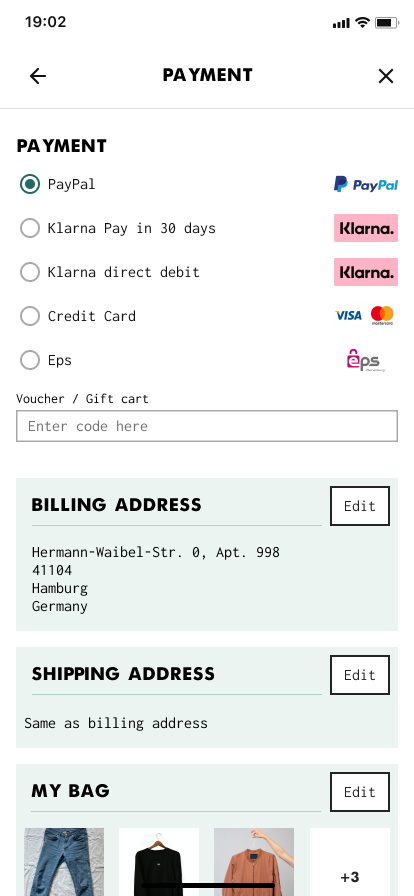 19:02
PAYMENT
PAYMENT
PayPal
PayPal
Klarna Pay in 30 days
Klarna.
Klarna direct debit
Klarna.
Credit Card
VISA
mastercard
Eps
eps
Voucher / Gift cart
Enter code here
BILLING ADDRESS
Edit
Hermann-Waibel-Str. 0, Apt. 998
41104
Hamburg
Germany
SHIPPING ADDRESS
Edit
Same as billing address
MY BAG
Edit
+3